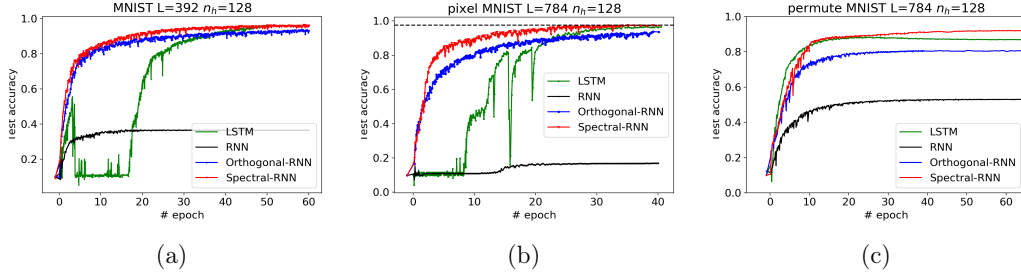 MNIST L=392 n_h=128
Test accuracy
1.0
0.8
0.6
0.4
0.2
0 10 20 30 40 50 60
# epoch
LSTM
RNN
Orthogonal-RNN
Spectral-RNN
(a)
pixel MNIST L=784 n_h=128
Test accuracy
1.0
0.8
0.6
0.4
0.2
0.0
0 10 20 30 40
# epoch
LSTM
RNN
Orthogonal-RNN
Spectral-RNN
(b)
permute MNIST L=784 n_h=128
Test accuracy
1.0
0.8
0.6
0.4
0.2
0.0
0 10 20 30 40 50 60
# epoch
LSTM
RNN
Orthogonal-RNN
Spectral-RNN
(c)